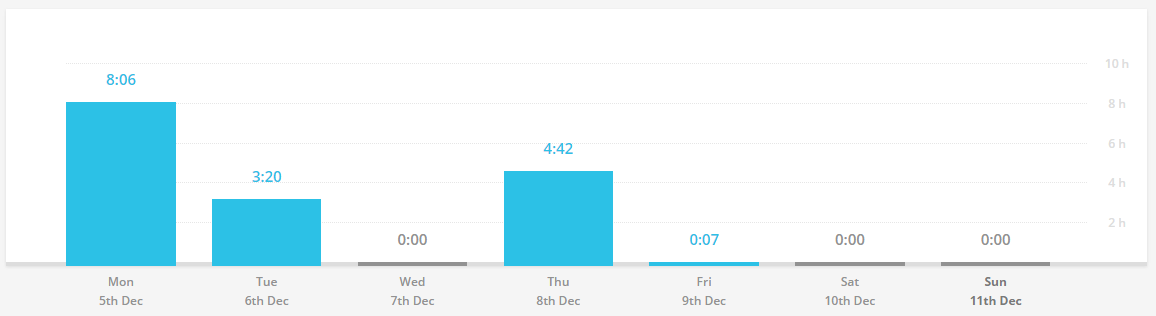 10 h
8:06
8 h
6 h
4:42
3:20
4 h
2 h
0:00
0:07
0:00
0:00
Mon
5th Dec
Tue
6th Dec
Wed
7th Dec
Thu
8th Dec
Fri
9th Dec
Sat
10th Dec
Sun
11th Dec